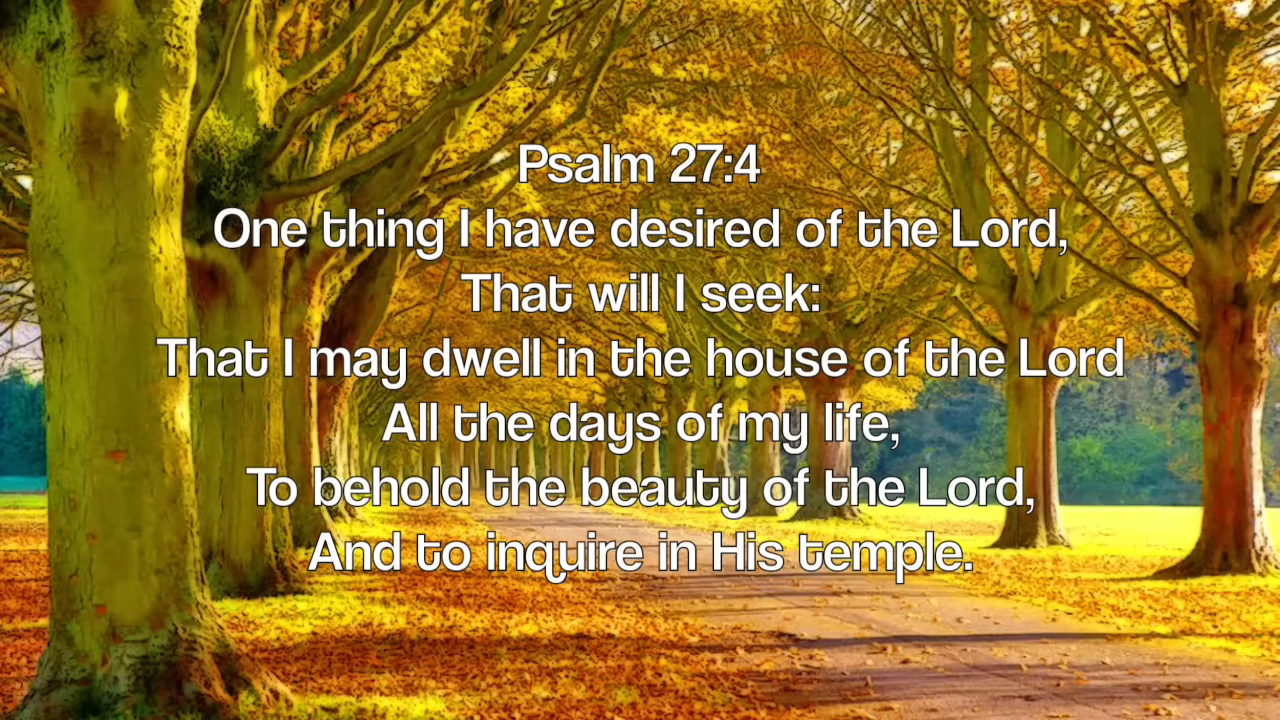 Psalm 27:4
One thing I have desired of the Lord,
That will I seek:
That I may dwell in the house of the Lord
All the days of my life,
To behold the beauty of the Lord,
And to inquire in His temple.